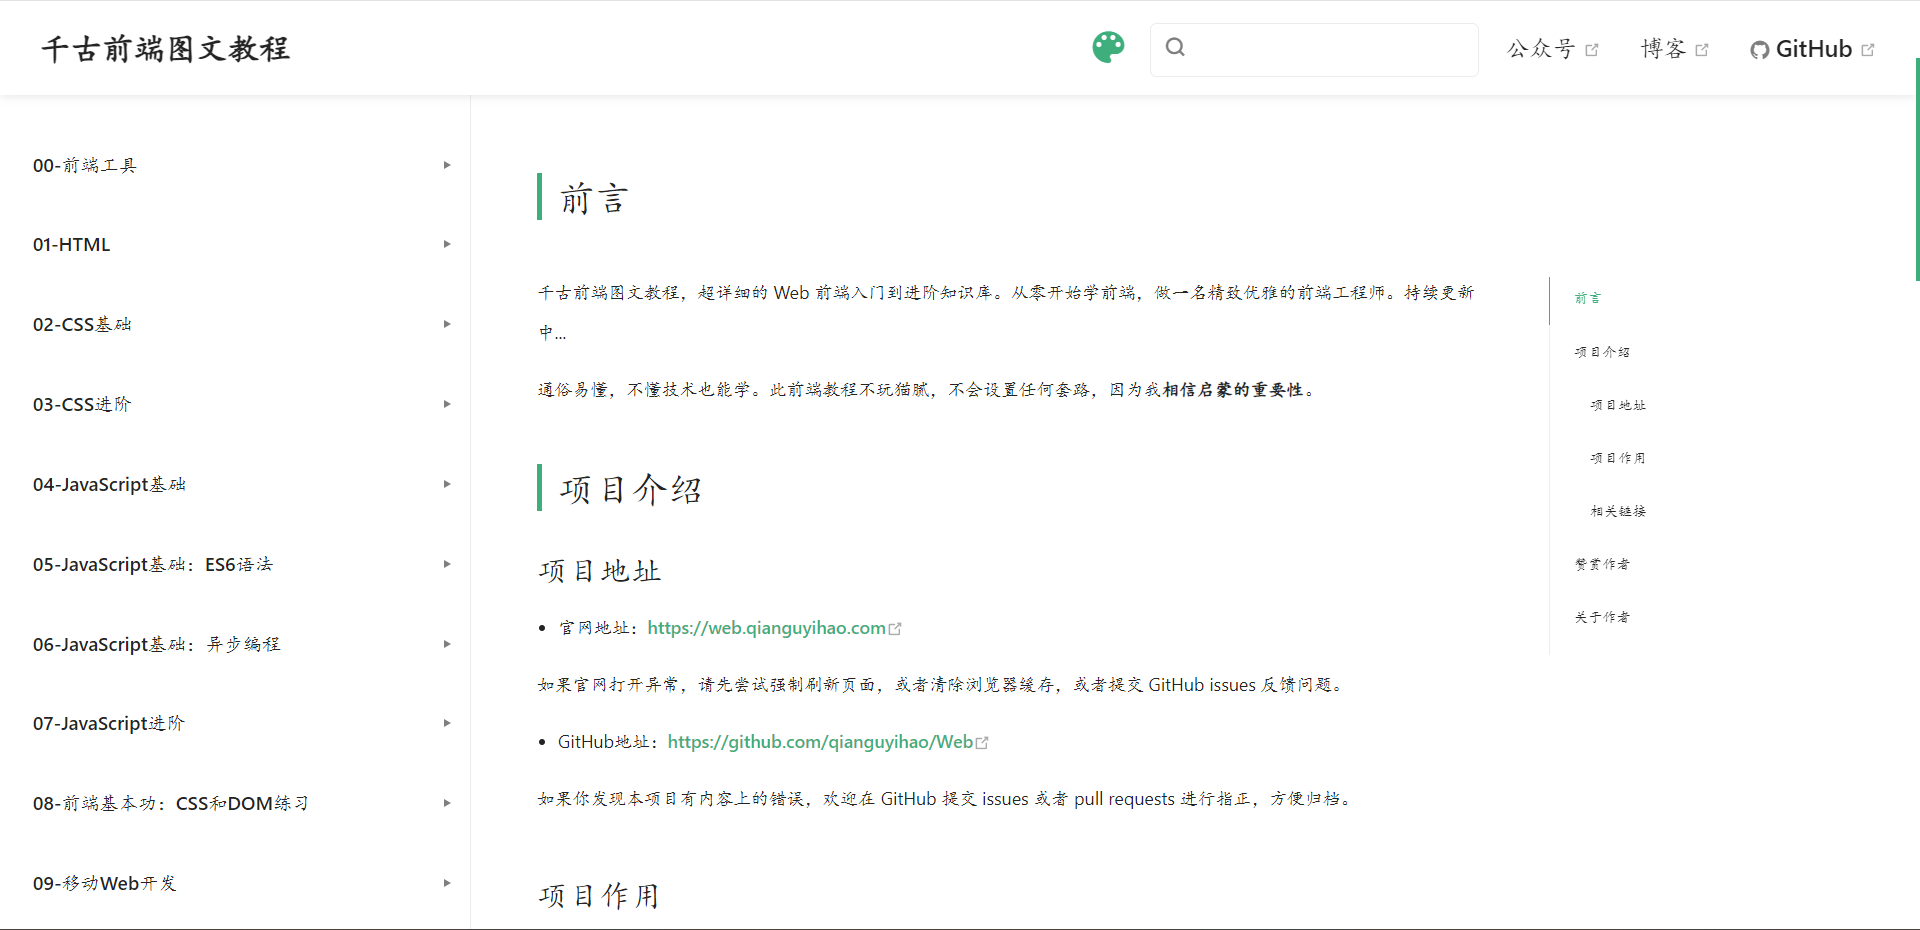 千古前端图文教程
公众号
博客
GitHub
00-前端工具
01-HTML
02-CSS基础
03-CSS进阶
04-JavaScript基础
05-JavaScript基础：ES6语法
06-JavaScript基础：异步编程
07-JavaScript进阶
08-前端基本功：CSS和DOM练习
09-移动Web开发
前言
千古前端图文教程，超详细的 Web 前端入门到进阶知识库。从零开始学前端，做一名精致优雅的前端工程师。持续更新
中...
通俗易懂，不懂技术也能学。此前端教程不玩猫腻，不会设置任何套路，因为我相信启蒙的重要性。
项目介绍
项目地址
官网地址：https://web.qianguyihao.com
如果官网打开异常，请先尝试强制刷新页面，或者清除浏览器缓存，或者提交 GitHub issues 反馈问题。
GitHub地址：https://github.com/qianguyihao/Web
如果你发现本项目有内容上的错误，欢迎在 GitHub 提交 issues 或者 pull requests 进行指正，方便归档。
项目作用
前言
项目介绍
项目地址
项目作用
相关链接
赞赏作者
关于作者